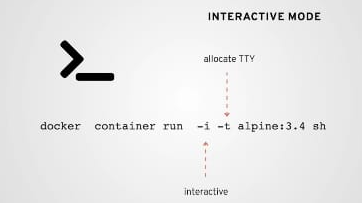 INTERACTIVE MODE
allocate TTY
docker container run -i -t alpine:3.4 sh
interactive